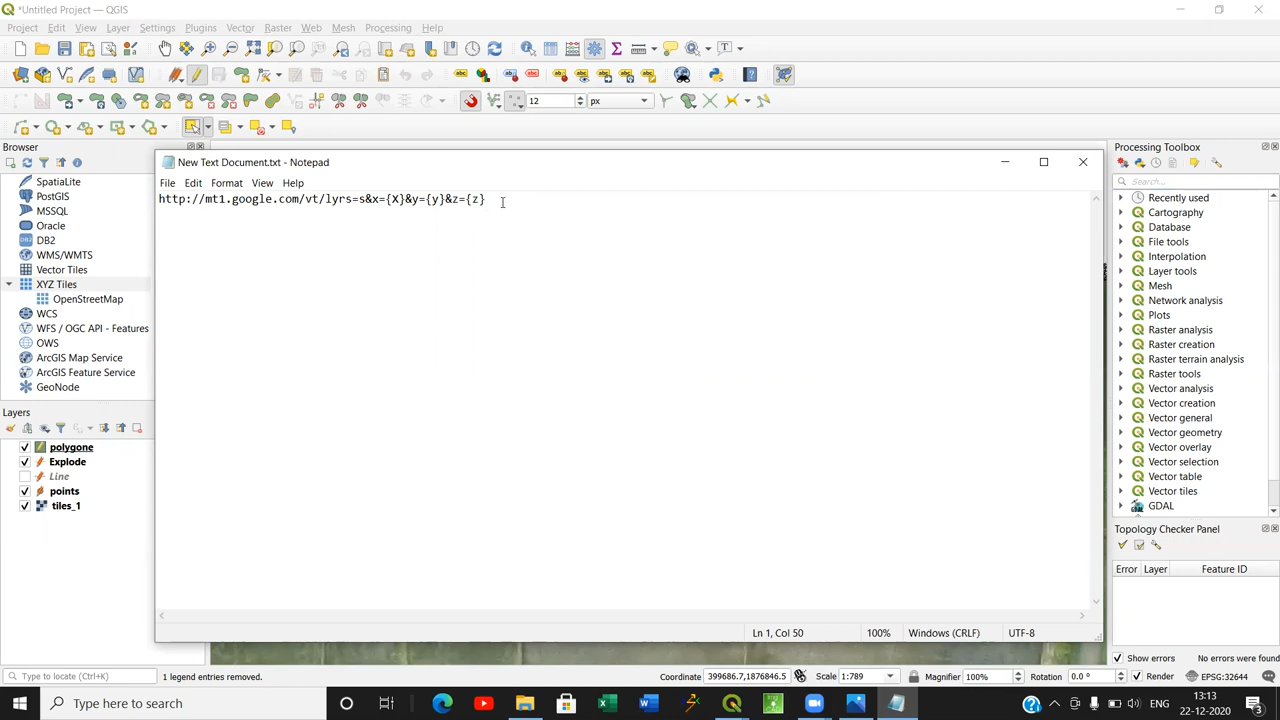 *Untitled Project — QGIS
Project Edit View Layer Settings Plugins Vector Raster Web Mesh Processing Help
12 px
Browser
SpatiaLite
PostGIS
MSSQL
Oracle
DB2
WMS/WMTS
Vector Tiles
XYZ Tiles
OpenStreetMap
WCS
WFS / OGC API - Features
OWS
ArcGIS Map Service
ArcGIS Feature Service
GeoNode
Layers
polygone
Explode
Line
points
tiles_1
New Text Document.txt - Notepad
File Edit Format View Help
http://mt1.google.com/vt/lyrs=s&x={X}&y={y}&z={z}
Ln 1, Col 50 100% Windows (CRLF) UTF-8
Processing Toolbox
Search...
Recently used
Cartography
Database
File tools
Interpolation
Layer tools
Mesh
Network analysis
Plots
Raster analysis
Raster creation
Raster terrain analysis
Raster tools
Vector analysis
Vector creation
Vector general
Vector geometry
Vector overlay
Vector selection
Vector table
Vector tiles
GDAL
Topology Checker Panel
Error Layer Feature ID
Show errors No errors were found
Type to locate (Ctrl+K) 1 legend entries removed. Coordinate 399686.7,1876846.5 Scale 1:789 Magnifier 100% Rotation 0.0 ° Render EPSG:32644
Type here to search ENG 13:13
22-12-2020 3